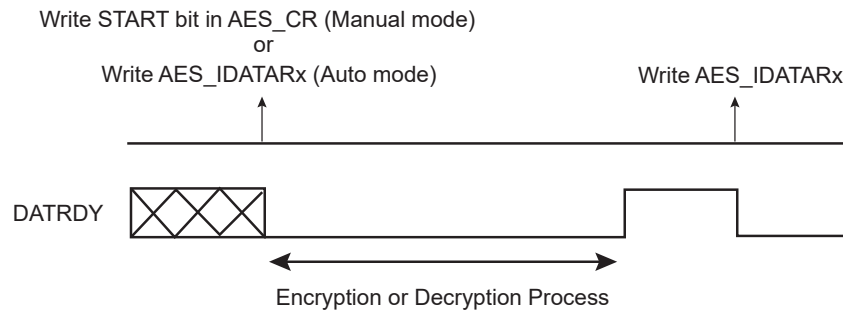 Write START bit in AES_CR (Manual mode)
or
Write AES_IDATARx (Auto mode)
Write AES_IDATARx
DATRDY
Encryption or Decryption Process